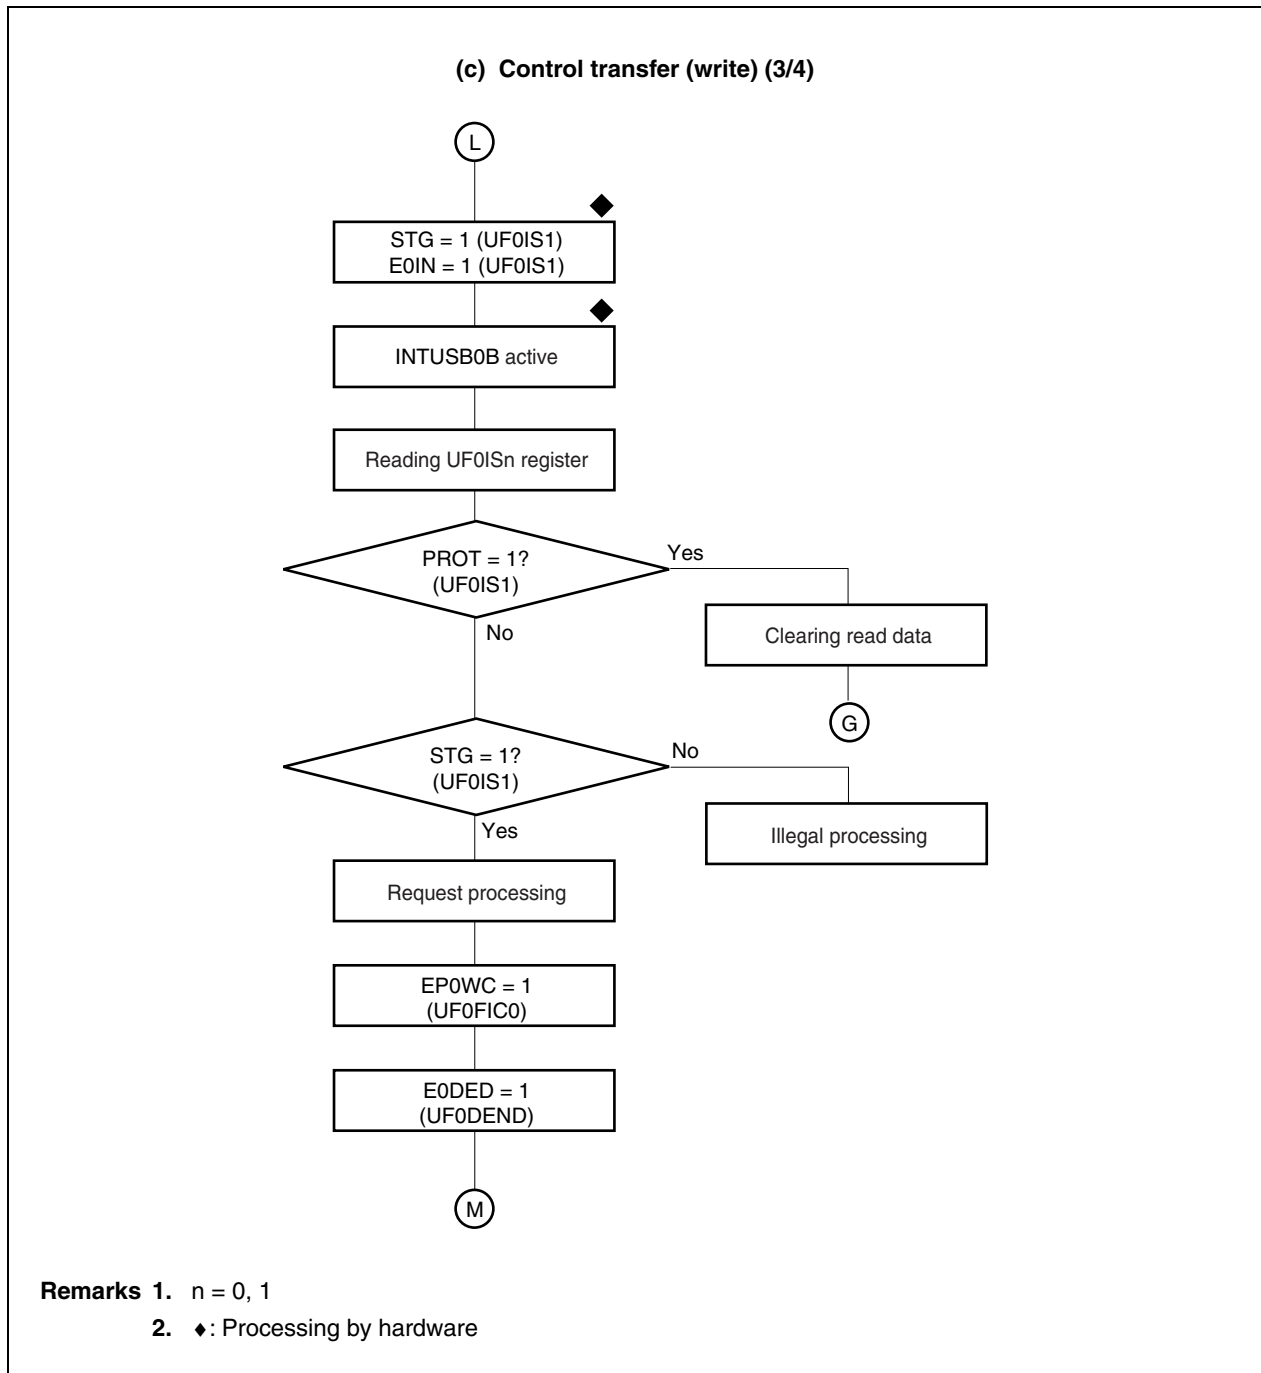 (c) Control transfer (write) (3/4)
L
STG = 1 (UF0IS1)
E0IN = 1 (UF0IS1)
INTUSB0B active
Reading UF0ISn register
PROT = 1?
(UF0IS1)
Yes
No
Clearing read data
G
STG = 1?
(UF0IS1)
No
Yes
Illegal processing
Request processing
EP0WC = 1
(UF0FIC0)
E0DED = 1
(UF0DEND)
M
Remarks 1. n = 0, 1
2. ♦: Processing by hardware